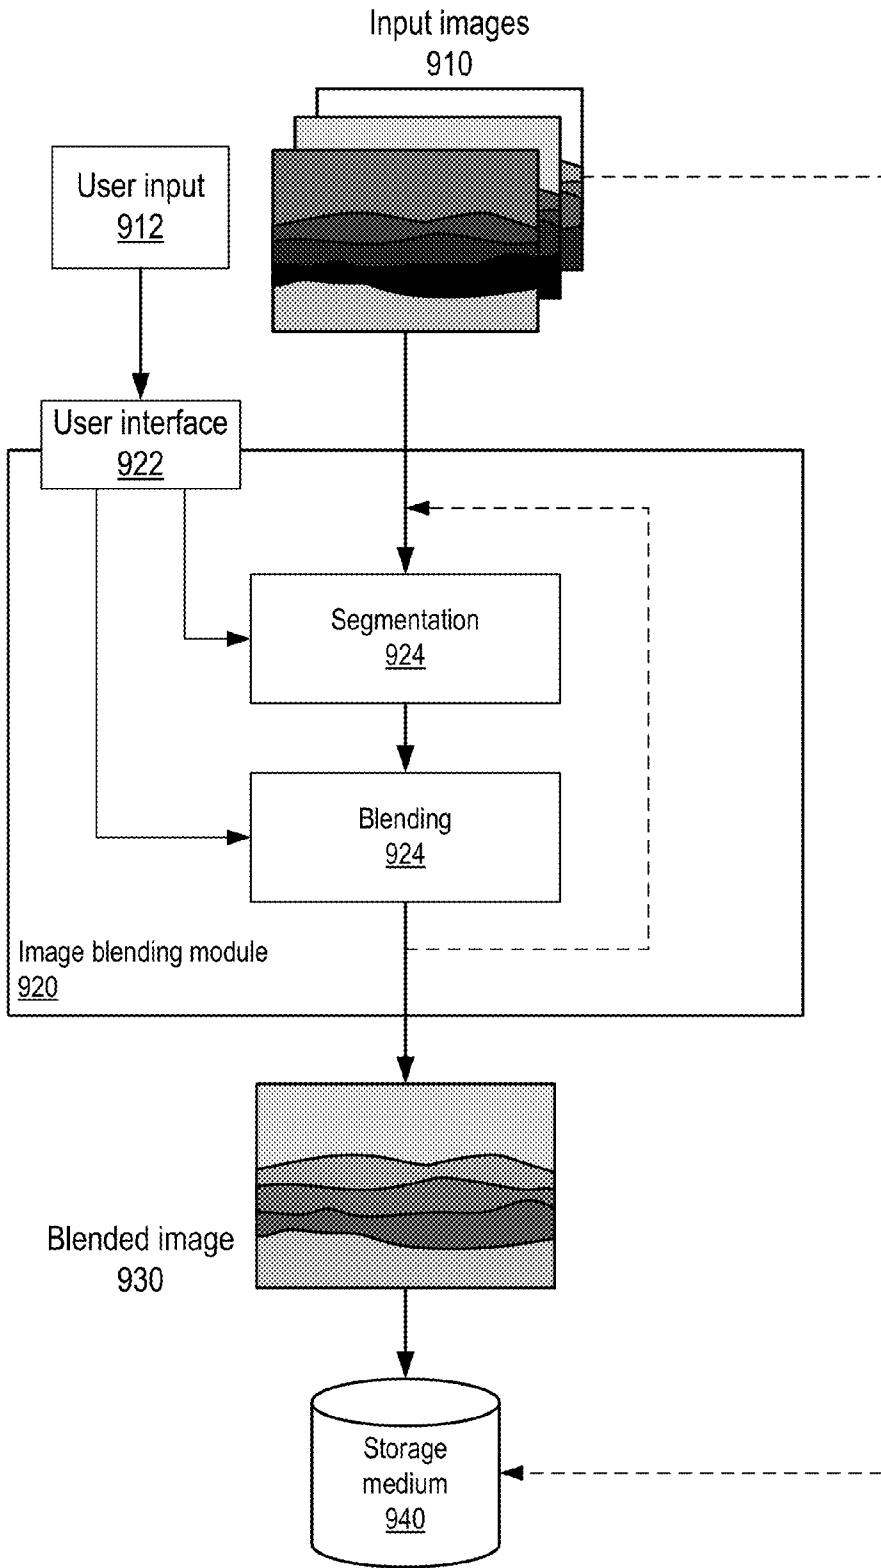 Input images
910
User input
912
User interface
922
Segmentation
924
Blending
924
Image blending module
920
Blended image
930
Storage
medium
940